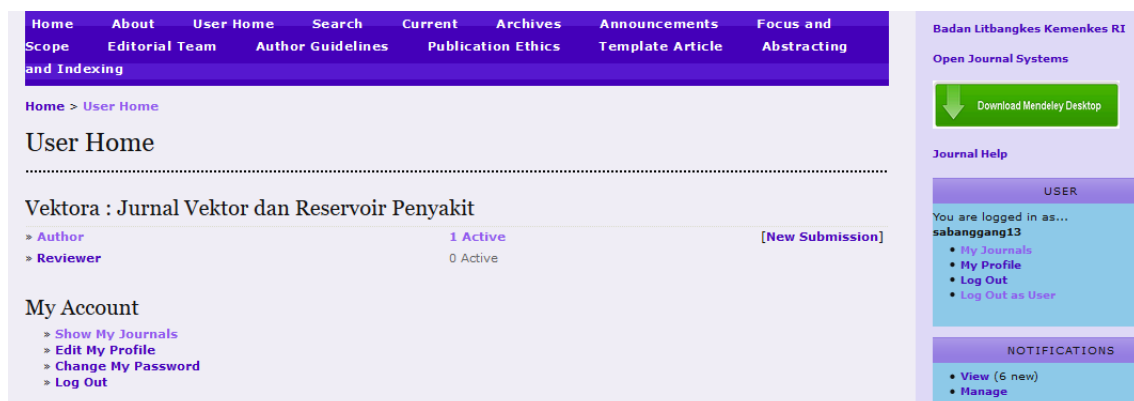 Home About User Home Search Current Archives Announcements Focus and
Scope Editorial Team Author Guidelines Publication Ethics Template Article Abstracting
and Indexing
Home > User Home
User Home
Vektora : Jurnal Vektor dan Reservoir Penyakit
» Author 1 Active [New Submission]
» Reviewer 0 Active
My Account
» Show My Journals
» Edit My Profile
» Change My Password
» Log Out
Badan Litbangkes Kemenkes RI
Open Journal Systems
Download Mendeley Desktop
Journal Help
USER
You are logged in as...
sabanggang13
• My Journals
• My Profile
• Log Out
• Log Out as User
NOTIFICATIONS
• View (6 new)
• Manage